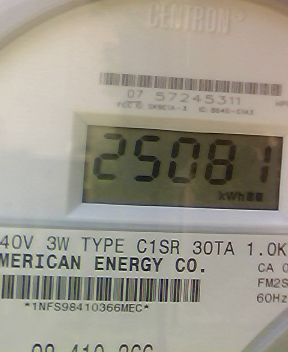 CENTRON
07 57245311
25081
kWh
40V 3W TYPE C1SR 30TA 1.0K
MERICAN ENERGY CO.
CA 0
FM2S
60Hz
*1NFS98410366MEC*